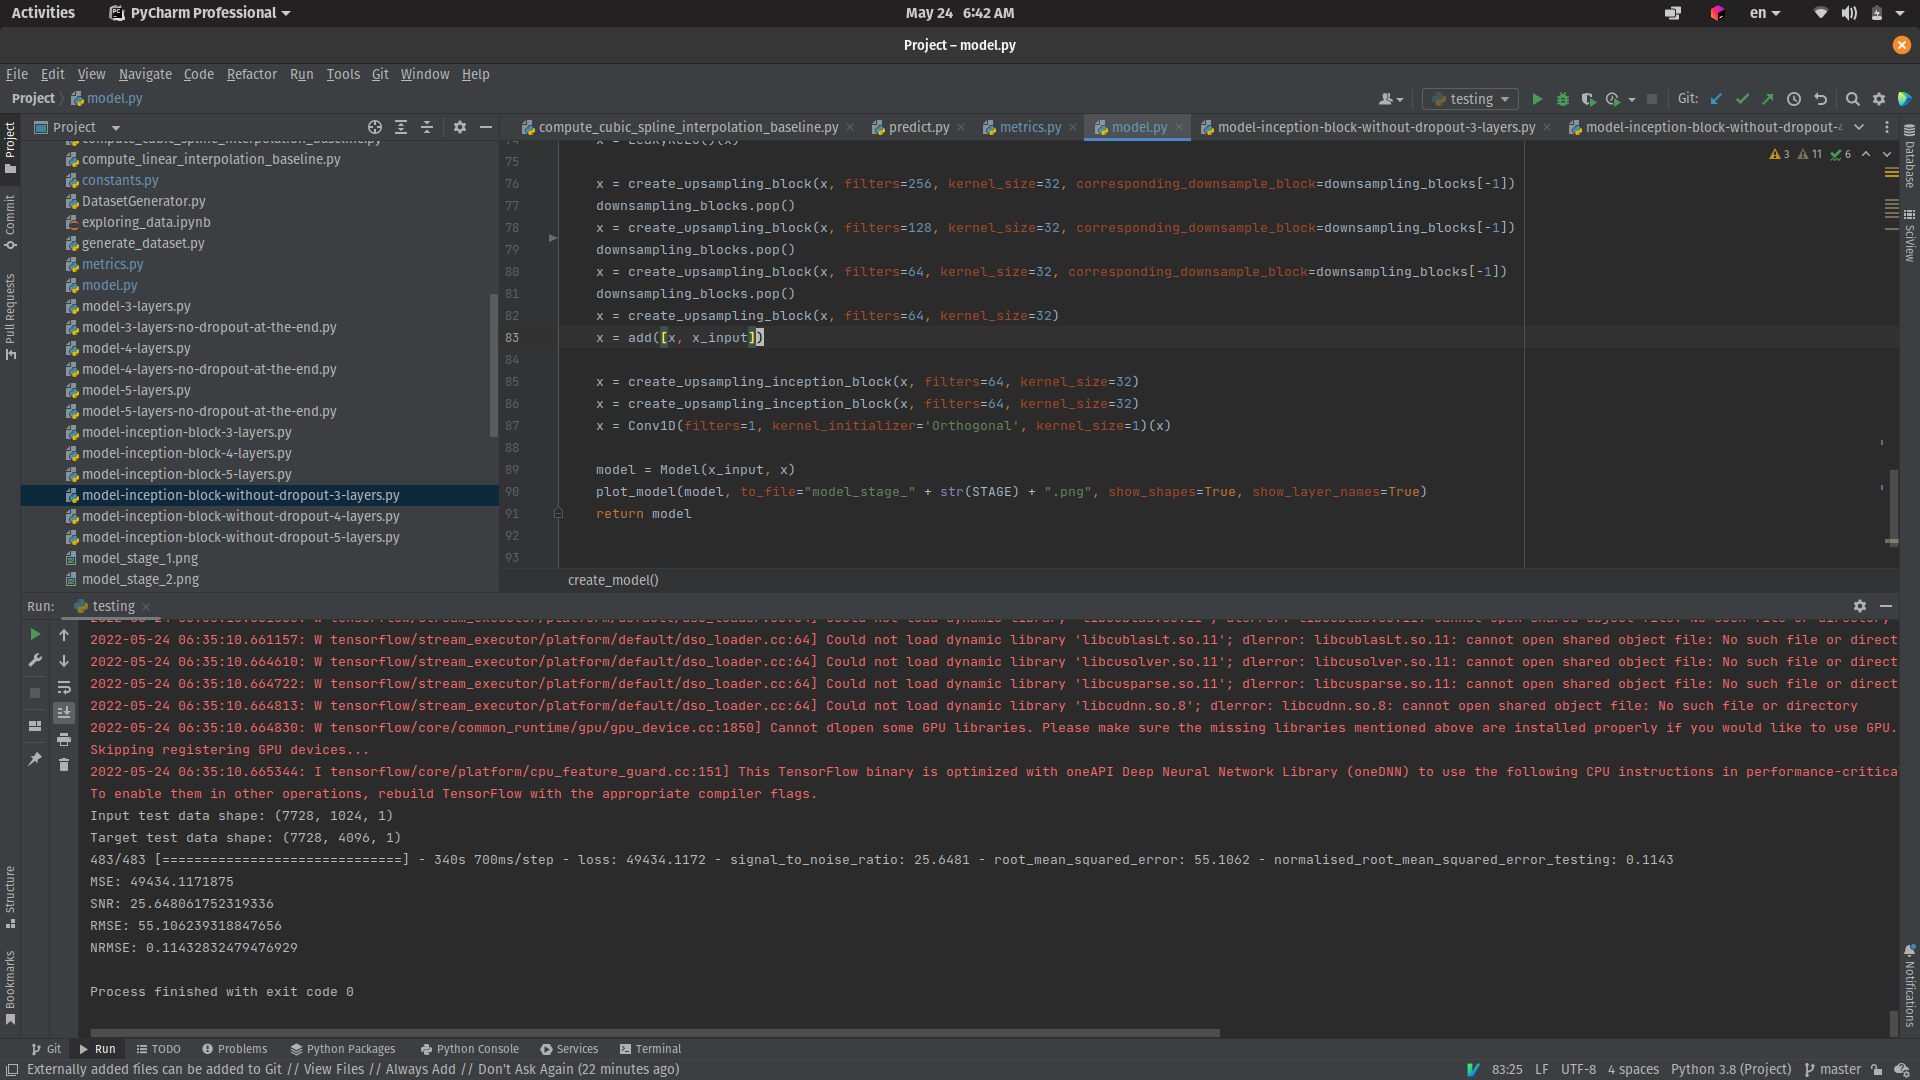 Activities PyCharm Professional May 24 6:42 AM en
Project – model.py
File Edit View Navigate Code Refactor Run Tools Git Window Help
Project model.py testing Git:
Project
compute_cubic_spline_interpolation_baseline.py predict.py metrics.py model.py model-inception-block-without-dropout-3-layers.py model-inception-block-without-dropout-4
compute_cubic_spline_interpolation_baseline.py
compute_linear_interpolation_baseline.py
constants.py
DatasetGenerator.py
exploring_data.ipynb
generate_dataset.py
metrics.py
model.py
model-3-layers.py
model-3-layers-no-dropout-at-the-end.py
model-4-layers.py
model-4-layers-no-dropout-at-the-end.py
model-5-layers.py
model-5-layers-no-dropout-at-the-end.py
model-inception-block-3-layers.py
model-inception-block-4-layers.py
model-inception-block-5-layers.py
model-inception-block-without-dropout-3-layers.py
model-inception-block-without-dropout-4-layers.py
model-inception-block-without-dropout-5-layers.py
model_stage_1.png
model_stage_2.png
3 11 6
74 x = LeakyReLU()(x)
75
76 x = create_upsampling_block(x, filters=256, kernel_size=32, corresponding_downsample_block=downsampling_blocks[-1])
77 downsampling_blocks.pop()
78 x = create_upsampling_block(x, filters=128, kernel_size=32, corresponding_downsample_block=downsampling_blocks[-1])
79 downsampling_blocks.pop()
80 x = create_upsampling_block(x, filters=64, kernel_size=32, corresponding_downsample_block=downsampling_blocks[-1])
81 downsampling_blocks.pop()
82 x = create_upsampling_block(x, filters=64, kernel_size=32)
83 x = add([x, x_input])
84
85 x = create_upsampling_inception_block(x, filters=64, kernel_size=32)
86 x = create_upsampling_inception_block(x, filters=64, kernel_size=32)
87 x = Conv1D(filters=1, kernel_initializer='Orthogonal', kernel_size=1)(x)
88
89 model = Model(x_input, x)
90 plot_model(model, to_file="model_stage_" + str(STAGE) + ".png", show_shapes=True, show_layer_names=True)
91 return model
92
93
create_model()
Project
Commit
Pull Requests
Structure
Bookmarks
Database
SciView
Notifications
Run: testing
2022-05-24 06:35:10.661157: W tensorflow/stream_executor/platform/default/dso_loader.cc:64] Could not load dynamic library 'libcublasLt.so.11'; dlerror: libcublasLt.so.11: cannot open shared object file: No such file or direct
2022-05-24 06:35:10.664610: W tensorflow/stream_executor/platform/default/dso_loader.cc:64] Could not load dynamic library 'libcusolver.so.11'; dlerror: libcusolver.so.11: cannot open shared object file: No such file or direct
2022-05-24 06:35:10.664722: W tensorflow/stream_executor/platform/default/dso_loader.cc:64] Could not load dynamic library 'libcusparse.so.11'; dlerror: libcusparse.so.11: cannot open shared object file: No such file or direct
2022-05-24 06:35:10.664813: W tensorflow/stream_executor/platform/default/dso_loader.cc:64] Could not load dynamic library 'libcudnn.so.8'; dlerror: libcudnn.so.8: cannot open shared object file: No such file or directory
2022-05-24 06:35:10.664830: W tensorflow/core/common_runtime/gpu/gpu_device.cc:1850] Cannot dlopen some GPU libraries. Please make sure the missing libraries mentioned above are installed properly if you would like to use GPU.
Skipping registering GPU devices...
2022-05-24 06:35:10.665344: I tensorflow/core/platform/cpu_feature_guard.cc:151] This TensorFlow binary is optimized with oneAPI Deep Neural Network Library (oneDNN) to use the following CPU instructions in performance-critica
To enable them in other operations, rebuild TensorFlow with the appropriate compiler flags.
Input test data shape: (7728, 1024, 1)
Target test data shape: (7728, 4096, 1)
483/483 [==============================] - 340s 700ms/step - loss: 49434.1172 - signal_to_noise_ratio: 25.6481 - root_mean_squared_error: 55.1062 - normalised_root_mean_squared_error_testing: 0.1143
MSE: 49434.1171875
SNR: 25.648061752319336
RMSE: 55.106239318847656
NRMSE: 0.11432832479476929
Process finished with exit code 0
Git Run TODO Problems Python Packages Python Console Services Terminal
Externally added files can be added to Git // View Files // Always Add // Don't Ask Again (22 minutes ago) 83:25 LF UTF-8 4 spaces Python 3.8 (Project) master